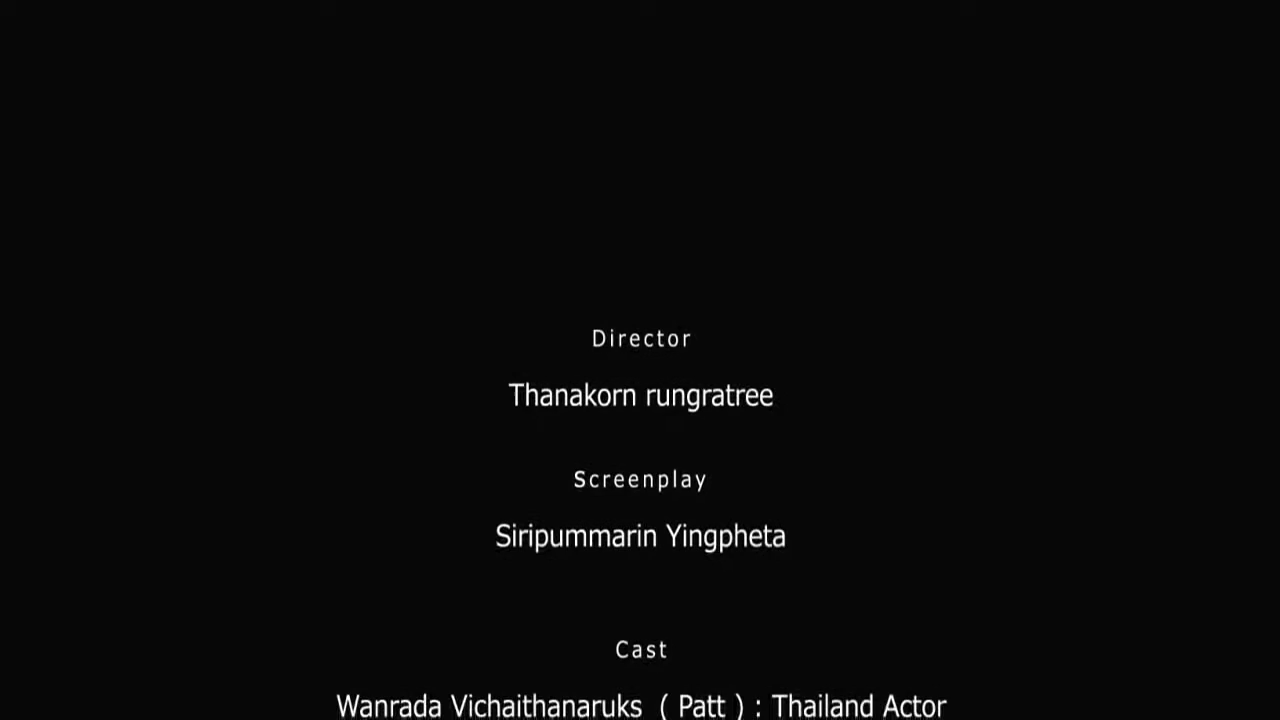 Director
Thanakorn rungratree
Screenplay
Siripummarin Yingpheta
Cast
Wanrada Vichaithanaruks ( Patt ) : Thailand Actor